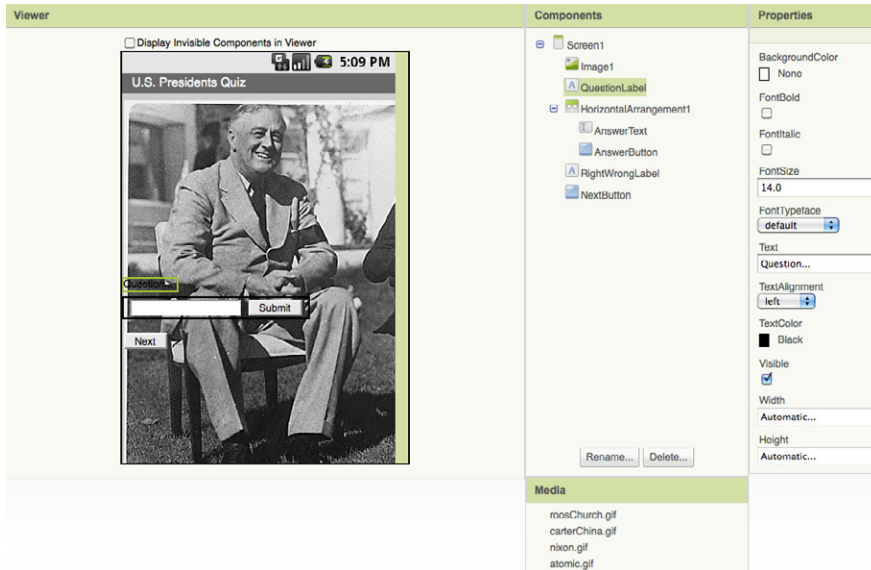 Viewer
Display Invisible Components in Viewer
5:09 PM
U.S. Presidents Quiz
Question...
Submit
Next
Components
Screen1
Image1
QuestionLabel
HorizontalArrangement1
AnswerText
AnswerButton
RightWrongLabel
NextButton
Rename... Delete...
Media
roosChurch.gif
carterChina.gif
nixon.gif
atomic.gif
Properties
BackgroundColor
None
FontBold
FontItalic
FontSize
14.0
FontTypeface
default
Text
Question...
TextAlignment
left
TextColor
Black
Visible
Width
Automatic...
Height
Automatic...